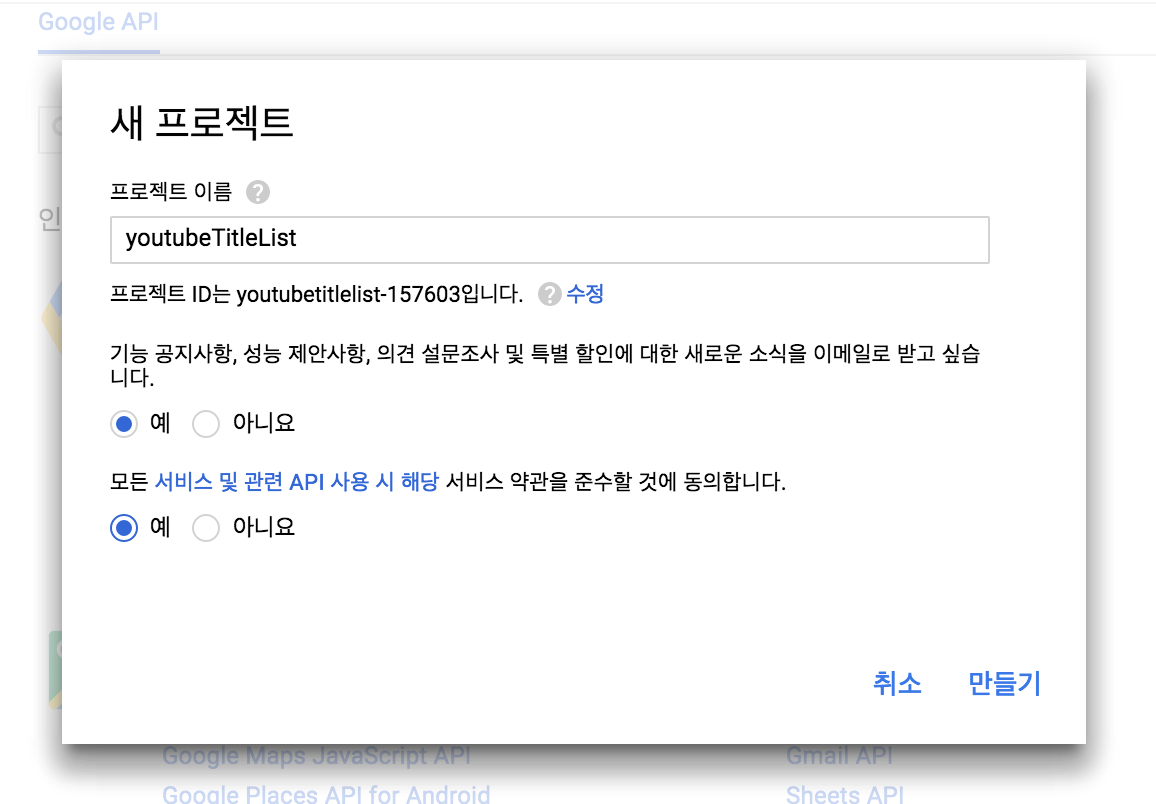 Google API
새 프로젝트
인
프로젝트 이름 ?
youtubeTitleList
프로젝트 ID는 youtubetitlelist-157603입니다. ? 수정
기능 공지사항, 성능 제안사항, 의견 설문조사 및 특별 할인에 대한 새로운 소식을 이메일로 받고 싶습
니다.
예 아니요
모든 서비스 및 관련 API 사용 시 해당 서비스 약관을 준수할 것에 동의합니다.
예 아니요
취소 만들기
Google Maps JavaScript API Gmail API
Google Places API for Android Sheets API